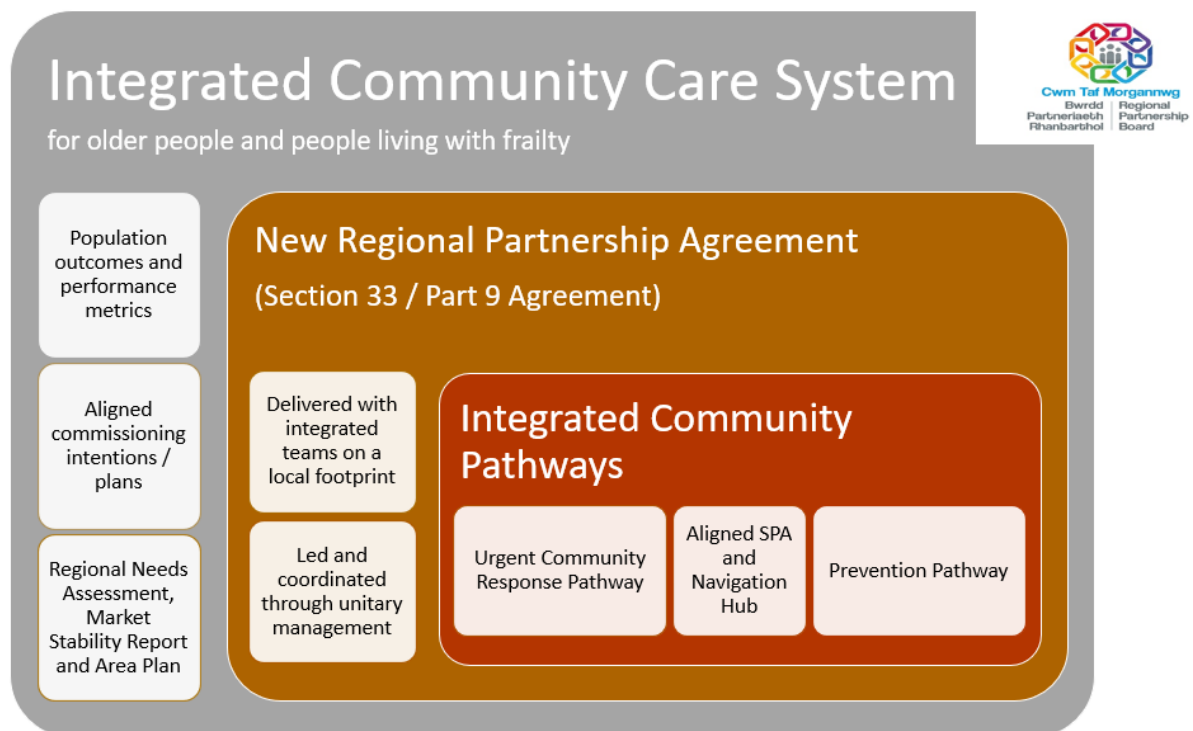 Integrated Community Care System
for older people and people living with frailty
Cwm Taf Morgannwg
Bwrdd
Partneriaeth
Rhanbarthol
Regional
Partnership
Board
Population
outcomes and
performance
metrics
Aligned
commissioning
intentions /
plans
Regional Needs
Assessment,
Market
Stability Report
and Area Plan
New Regional Partnership Agreement
(Section 33 / Part 9 Agreement)
Delivered with
integrated
teams on a
local footprint
Led and
coordinated
through unitary
management
Integrated Community
Pathways
Urgent Community
Response Pathway
Aligned SPA
and
Navigation
Hub
Prevention Pathway